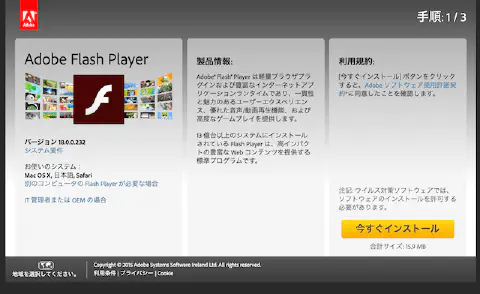 Adobe
手順: 1 / 3
Adobe Flash Player
バージョン 18.0.0.232
システム要件
お使いのシステム:
Mac OS X, 日本語, Safari
別のコンピュータの Flash Player が必要な場合
IT 管理者または OEM の場合
製品情報:
Adobe® Flash® Player は軽量ブラウザプラ
グインおよび豊富なインターネットアプ
リケーションランタイムであり、一貫性
と魅力のあるユーザーエクスペリエン
ス、優れた音声/動画再生機能、および
高度なゲームプレイを提供します。
13 億台以上のシステムにインストール
されている Flash Player は、高インパク
トの豊富な Web コンテンツを提供する
標準プログラムです。
利用規約:
[今すぐインストール] ボタンをクリック
すると、Adobe ソフトウェア使用許諾契
約*に同意したことを確認します。
注記: ウイルス対策ソフトウェアでは、
ソフトウェアのインストールを許可する
必要があります。
今すぐインストール
合計サイズ: 15.9 MB
地域を選択してください。
Copyright © 2015 Adobe Systems Software Ireland Ltd. All rights reserved.
利用条件 | プライバシー | Cookie